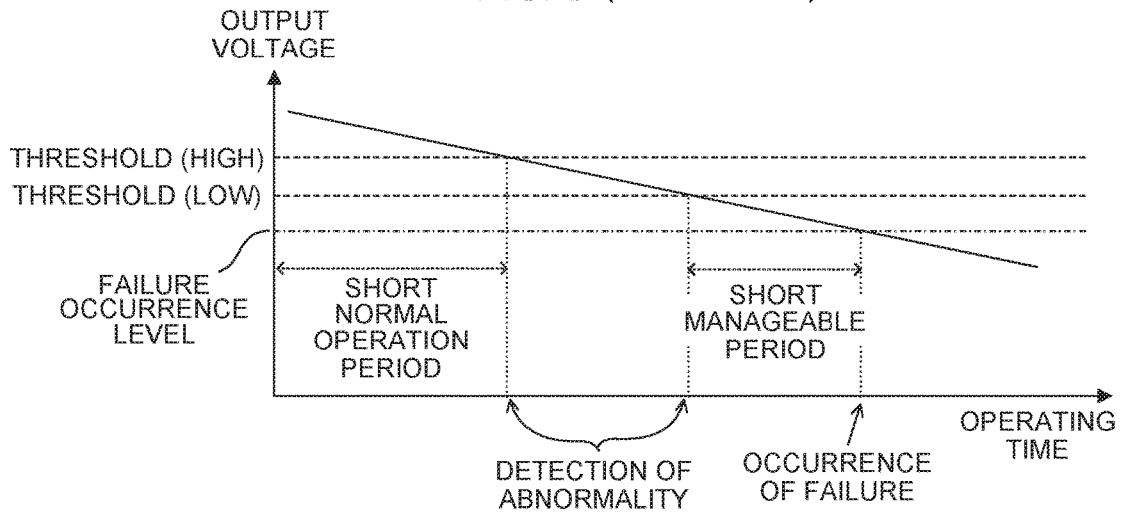 OUTPUT
VOLTAGE
THRESHOLD (HIGH)
THRESHOLD (LOW)
FAILURE
OCCURRENCE
LEVEL
SHORT
NORMAL
OPERATION
PERIOD
SHORT
MANAGEABLE
PERIOD
OPERATING
TIME
DETECTION OF
ABNORMALITY
OCCURRENCE
OF FAILURE